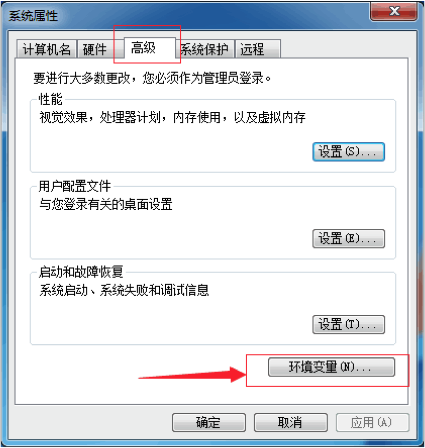 系统属性
计算机名 硬件 高级 系统保护 远程
要进行大多数更改，您必须作为管理员登录。
性能
视觉效果，处理器计划，内存使用，以及虚拟内存
设置(S)...
用户配置文件
与您登录有关的桌面设置
设置(E)...
启动和故障恢复
系统启动、系统失败和调试信息
设置(T)...
环境变量(N)...
确定 取消 应用(A)